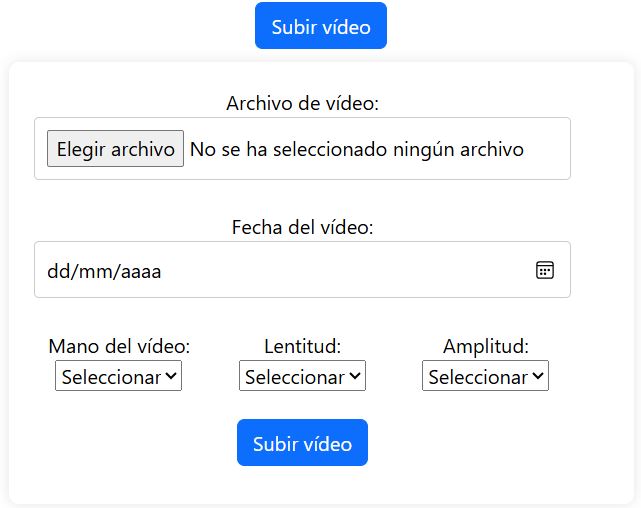 Subir vídeo
Archivo de vídeo:
Elegir archivo No se ha seleccionado ningún archivo
Fecha del vídeo:
dd/mm/aaaa
Mano del vídeo: Lentitud: Amplitud:
Seleccionar Seleccionar Seleccionar
Subir vídeo